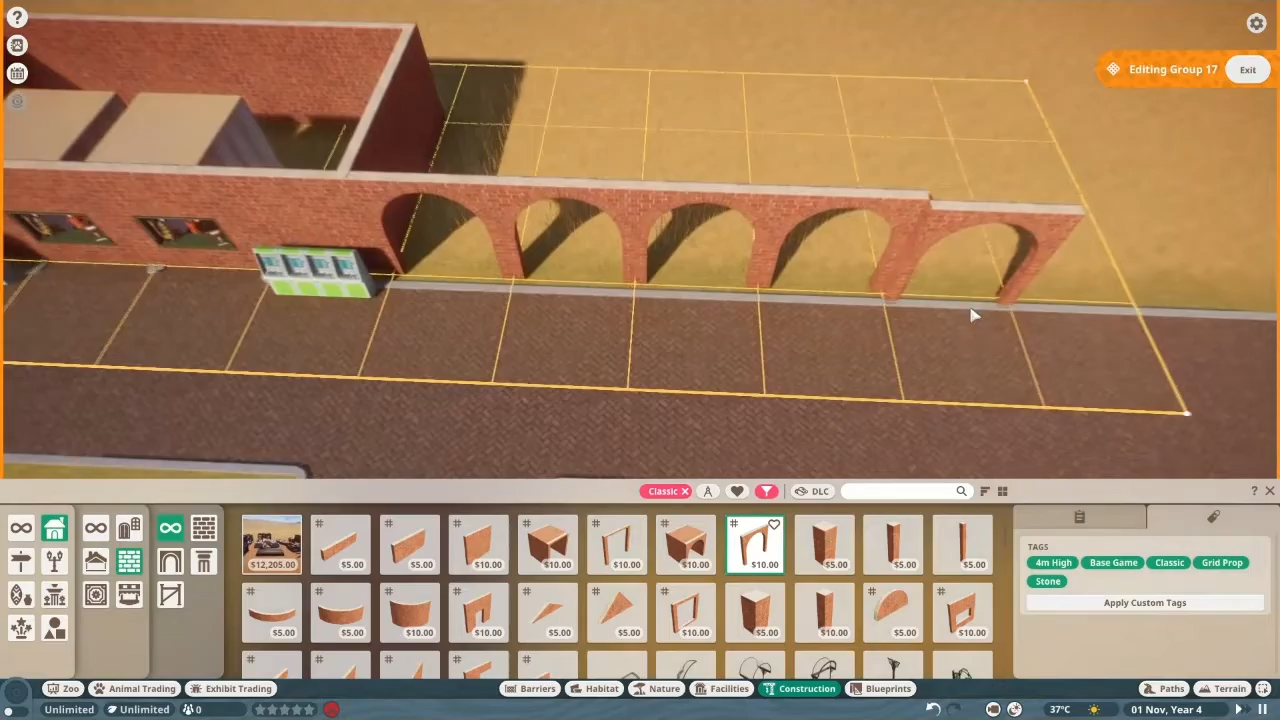 ?
Editing Group 17
Exit
Classic ×
DLC
? ×
$12,205.00 $5.00 $5.00 $10.00 $10.00 $10.00 $10.00 $10.00 $5.00 $5.00 $5.00
$5.00 $5.00 $10.00 $10.00 $5.00 $5.00 $10.00 $5.00 $10.00 $5.00 $10.00
TAGS
4m High Base Game Classic Grid Prop
Stone
Apply Custom Tags
Zoo Animal Trading Exhibit Trading Barriers Habitat Nature Facilities Construction Blueprints Paths Terrain
Unlimited Unlimited 0 37°C 01 Nov, Year 4